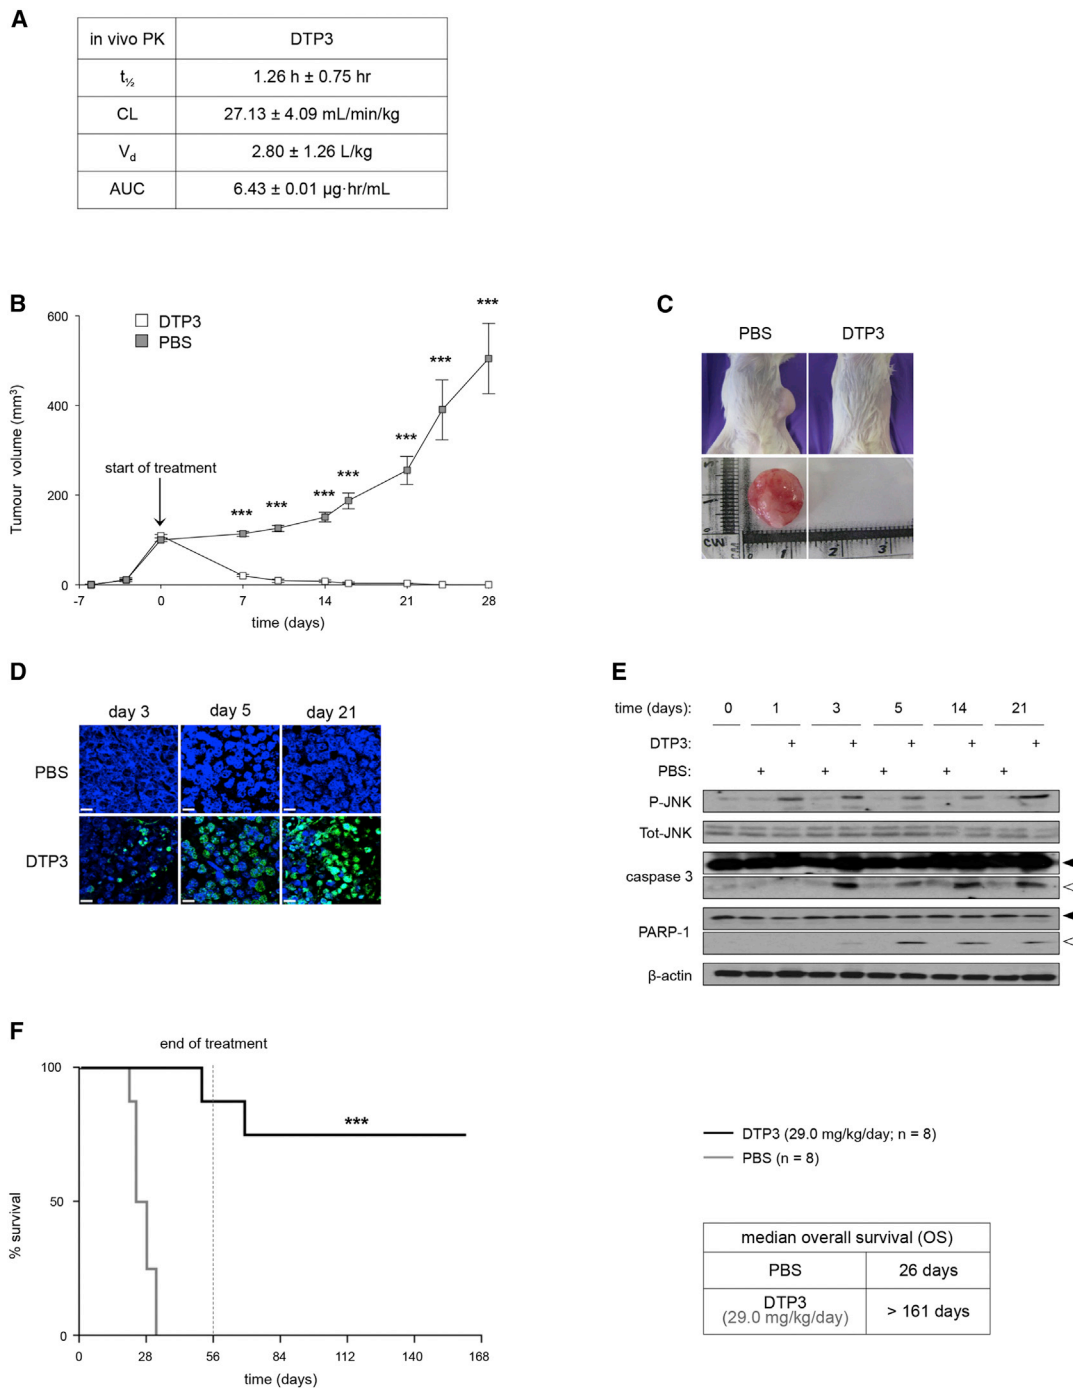 A
in vivo PK DTP3
t½ 1.26 h ± 0.75 hr
CL 27.13 ± 4.09 mL/min/kg
Vd 2.80 ± 1.26 L/kg
AUC 6.43 ± 0.01 µg·hr/mL
B
Tumour volume (mm³)
600
400
200
0
DTP3
PBS
start of treatment
*** *** *** *** *** *** ***
-7 0 7 14 21 28
time (days)
C
PBS DTP3
CM 1 2 3
D
day 3 day 5 day 21
PBS
DTP3
E
time (days): 0 1 3 5 14 21
DTP3: + + + + +
PBS: + + + + +
P-JNK
Tot-JNK
caspase 3
PARP-1
β-actin
F
end of treatment
% survival
100
50
0
***
0 28 56 84 112 140 168
time (days)
DTP3 (29.0 mg/kg/day; n = 8)
PBS (n = 8)
median overall survival (OS)
PBS 26 days
DTP3
(29.0 mg/kg/day) > 161 days